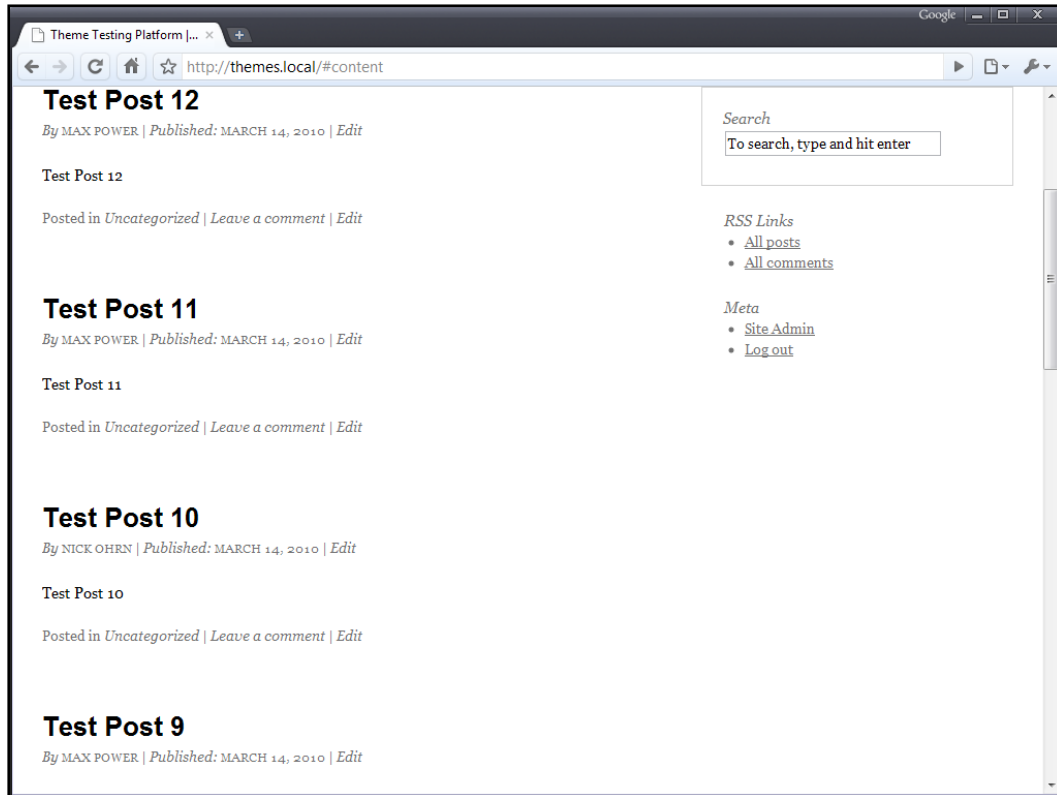 Google
Theme Testing Platform |...
http://themes.local/#content
Test Post 12
By MAX POWER | Published: MARCH 14, 2010 | Edit
Test Post 12
Posted in Uncategorized | Leave a comment | Edit
Test Post 11
By MAX POWER | Published: MARCH 14, 2010 | Edit
Test Post 11
Posted in Uncategorized | Leave a comment | Edit
Test Post 10
By NICK OHRN | Published: MARCH 14, 2010 | Edit
Test Post 10
Posted in Uncategorized | Leave a comment | Edit
Test Post 9
By MAX POWER | Published: MARCH 14, 2010 | Edit
Search
To search, type and hit enter
RSS Links
All posts
All comments
Meta
Site Admin
Log out